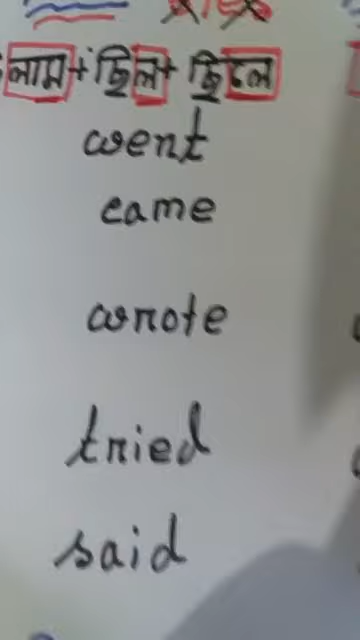 লাম + ছিল + ছিলে
went
came
wrote
tried
said